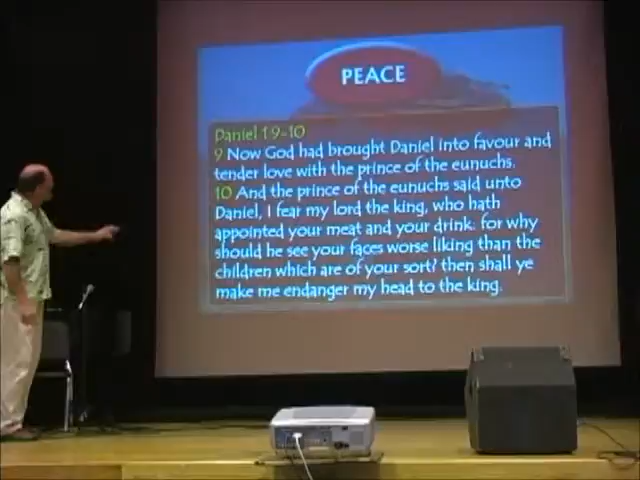 PEACE
Daniel 1 9-10
9 Now God had brought Daniel into favour and
tender love with the prince of the eunuchs.
10 And the prince of the eunuchs said unto
Daniel, I fear my lord the king, who hath
appointed your meat and your drink: for why
should he see your faces worse liking than the
children which are of your sort? then shall ye
make me endanger my head to the king.